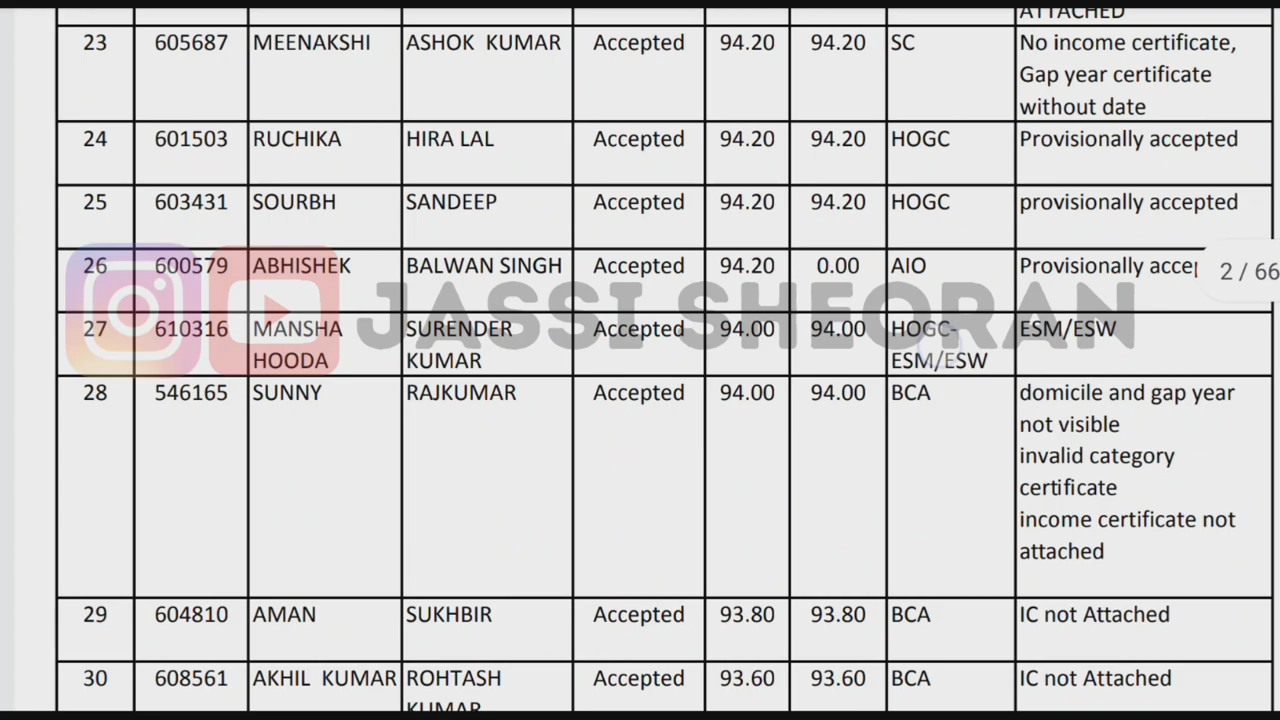 ATTACHED
23 605687 MEENAKSHI ASHOK KUMAR Accepted 94.20 94.20 SC No income certificate,
Gap year certificate
without date
24 601503 RUCHIKA HIRA LAL Accepted 94.20 94.20 HOGC Provisionally accepted
25 603431 SOURBH SANDEEP Accepted 94.20 94.20 HOGC provisionally accepted
26 600579 ABHISHEK BALWAN SINGH Accepted 94.20 0.00 AIO Provisionally
2 / 66
JASSI SHEORAN
27 610316 MANSHA SURENDER Accepted 94.00 94.00 HOGC- ESM/ESW
HOODA KUMAR ESM/ESW
28 546165 SUNNY RAJKUMAR Accepted 94.00 94.00 BCA domicile and gap year
not visible
invalid category
certificate
income certificate not
attached
29 604810 AMAN SUKHBIR Accepted 93.80 93.80 BCA IC not Attached
30 608561 AKHIL KUMAR ROHTASH Accepted 93.60 93.60 BCA IC not Attached
KUMAR